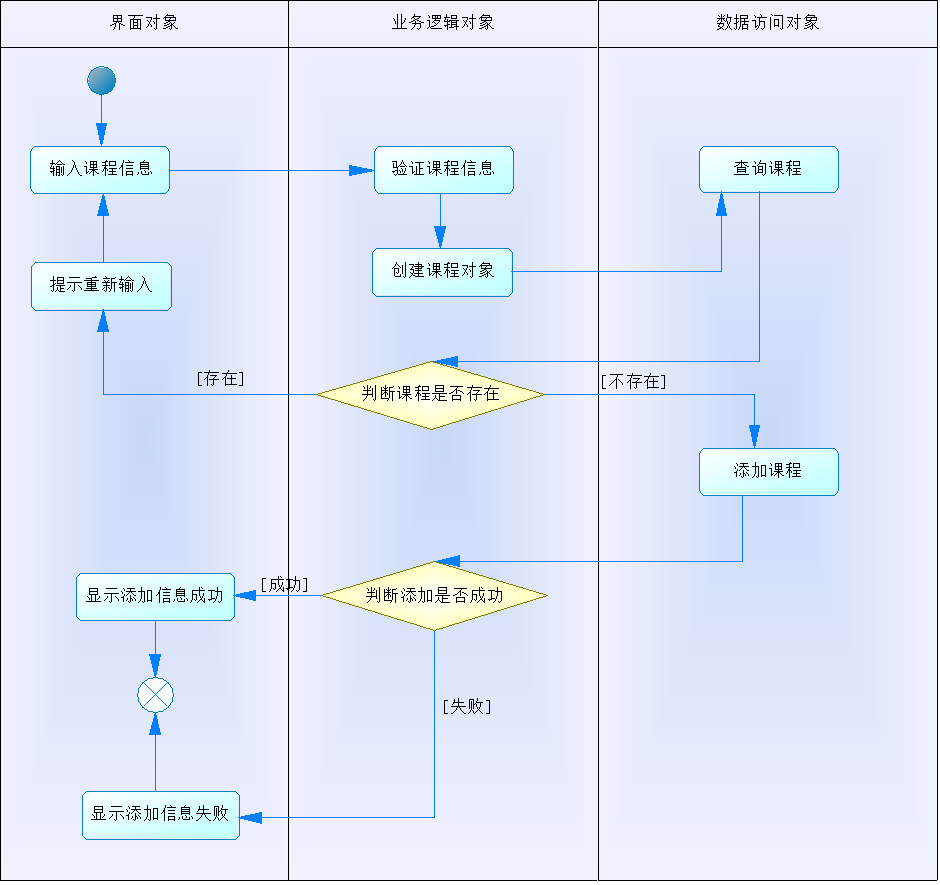 界面对象
业务逻辑对象
数据访问对象
输入课程信息
验证课程信息
查询课程
提示重新输入
创建课程对象
[存在]
判断课程是否存在
[不存在]
添加课程
显示添加信息成功
[成功]
判断添加是否成功
[失败]
显示添加信息失败